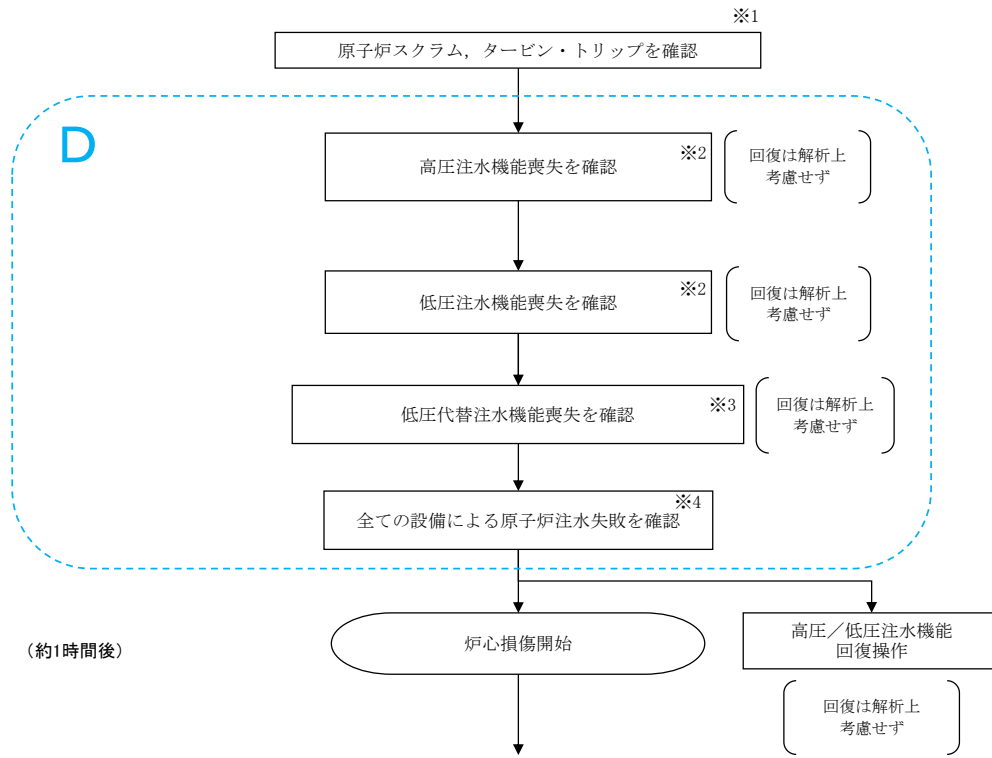 ※1
原子炉スクラム，タービン・トリップを確認
D
高圧注水機能喪失を確認
※2
回復は解析上
考慮せず
低圧注水機能喪失を確認
※2
回復は解析上
考慮せず
低圧代替注水機能喪失を確認
※3
回復は解析上
考慮せず
全ての設備による原子炉注水失敗を確認
※4
（約1時間後）
炉心損傷開始
高圧／低圧注水機能
回復操作
回復は解析上
考慮せず